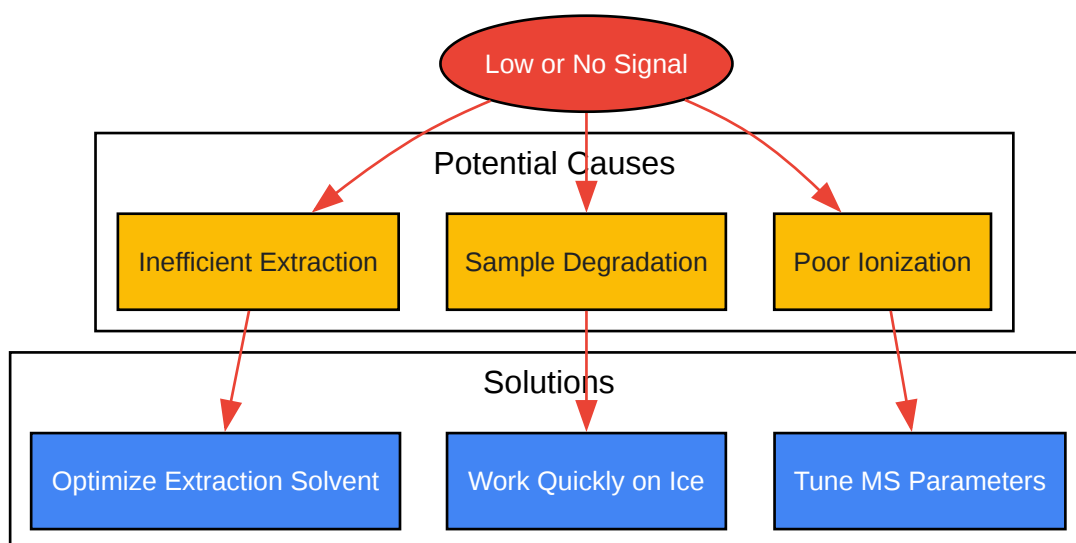 Low or No Signal
Potential Causes
Inefficient Extraction
Sample Degradation
Poor Ionization
Solutions
Optimize Extraction Solvent
Work Quickly on Ice
Tune MS Parameters